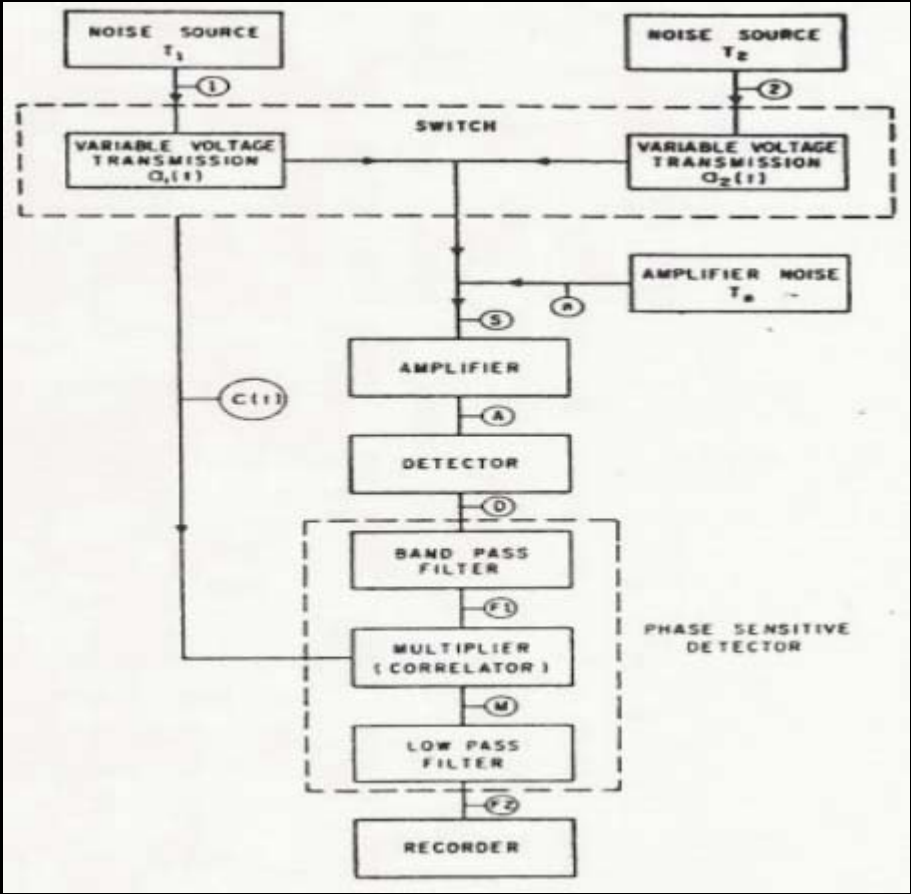 NOISE SOURCE
T1
NOISE SOURCE
T2
1
2
SWITCH
VARIABLE VOLTAGE
TRANSMISSION
a1(t)
VARIABLE VOLTAGE
TRANSMISSION
a2(t)
AMPLIFIER NOISE
Tn
n
S
AMPLIFIER
C(t)
A
DETECTOR
D
BAND PASS
FILTER
F1
PHASE SENSITIVE
DETECTOR
MULTIPLIER
(CORRELATOR)
M
LOW PASS
FILTER
F2
RECORDER